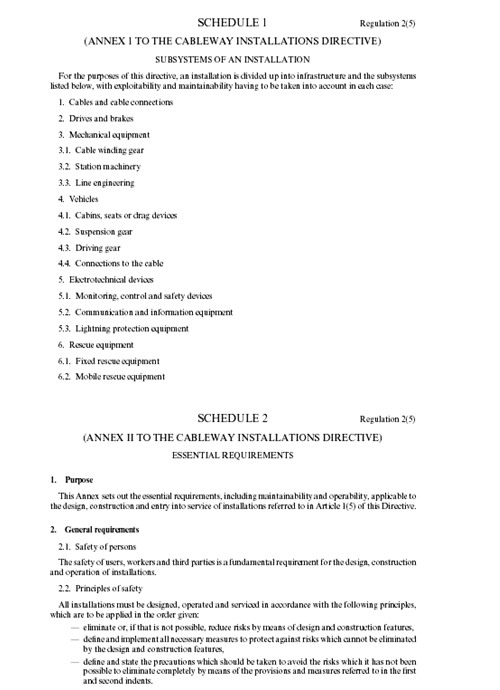 SCHEDULE 1
Regulation 2(5)
(ANNEX I TO THE CABLEWAY INSTALLATIONS DIRECTIVE)
SUBSYSTEMS OF AN INSTALLATION
For the purposes of this directive, an installation is divided up into infrastructure and the subsystems
listed below, with exploitability and maintainability having to be taken into account in each case:
1. Cables and cable connections
2. Drives and brakes
3. Mechanical equipment
3.1. Cable winding gear
3.2. Station machinery
3.3. Line engineering
4. Vehicles
4.1. Cabins, seats or drag devices
4.2. Suspension gear
4.3. Driving gear
4.4. Connections to the cable
5. Electrotechnical devices
5.1. Monitoring, control and safety devices
5.2. Communication and information equipment
5.3. Lightning protection equipment
6. Rescue equipment
6.1. Fixed rescue equipment
6.2. Mobile rescue equipment
SCHEDULE 2
Regulation 2(5)
(ANNEX II TO THE CABLEWAY INSTALLATIONS DIRECTIVE)
ESSENTIAL REQUIREMENTS
1. Purpose
This Annex sets out the essential requirements, including maintainability and operability, applicable to
the design, construction and entry into service of installations referred to in Article 1(5) of this Directive.
2. General requirements
2.1. Safety of persons
The safety of users, workers and third parties is a fundamental requirement for the design, construction
and operation of installations.
2.2. Principles of safety
All installations must be designed, operated and serviced in accordance with the following principles,
which are to be applied in the order given:
— eliminate or, if that is not possible, reduce risks by means of design and construction features,
— define and implement all necessary measures to protect against risks which cannot be eliminated
by the design and construction features,
— define and state the precautions which should be taken to avoid the risks which it has not been
possible to eliminate completely by means of the provisions and measures referred to in the first
and second indents.